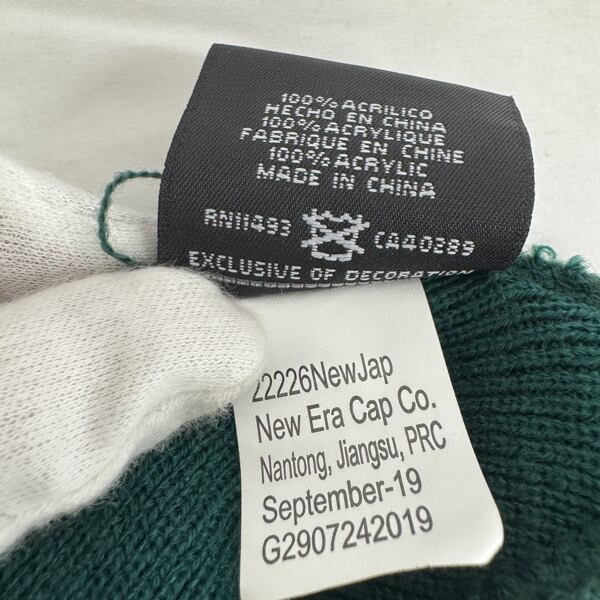 100% ACRILICO
HECHO EN CHINA
100% ACRYLIQUE
FABRIQUE EN CHINE
100% ACRYLIC
MADE IN CHINA
RN11493 CA40289
EXCLUSIVE OF DECORATION
22226NewJap
New Era Cap Co.
Nantong, Jiangsu, PRC
September-19
G2907242019